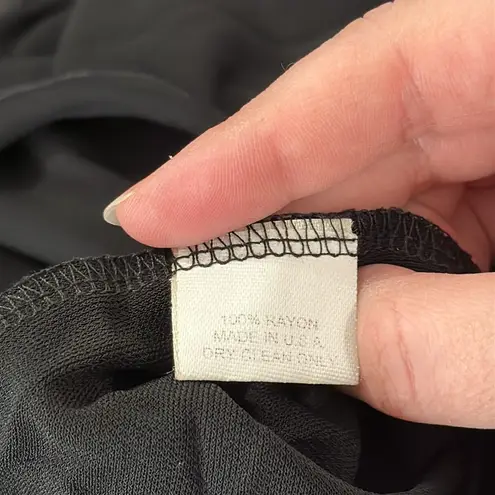 100% RAYON
MADE IN U.S.A.
DRY CLEAN ONLY